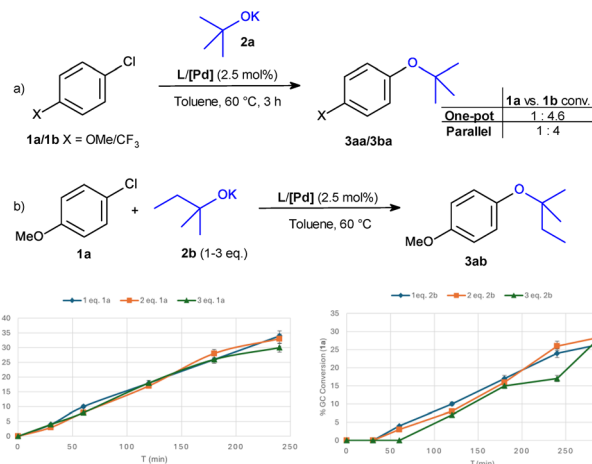 OK
2a
a)
Cl
X
1a/1b X = OMe/CF3
L/[Pd] (2.5 mol%)
Toluene, 60 °C, 3 h
O
X
3aa/3ba
1a vs. 1b conv.
One-pot 1 : 4.6
Parallel 1 : 4
b)
Cl
MeO
1a
+
OK
2b (1-3 eq.)
L/[Pd] (2.5 mol%)
Toluene, 60 °C
O
MeO
3ab
1 eq. 1a 2 eq. 1a 3 eq. 1a
40
35
30
25
20
15
10
5
0
0 50 100 150 200 250
T (min)
1eq. 2b 2 eq. 2b 3 eq. 2b
% GC Conversion (1a)
35
30
25
20
15
10
5
0
0 50 100 150 200 250
T (min)